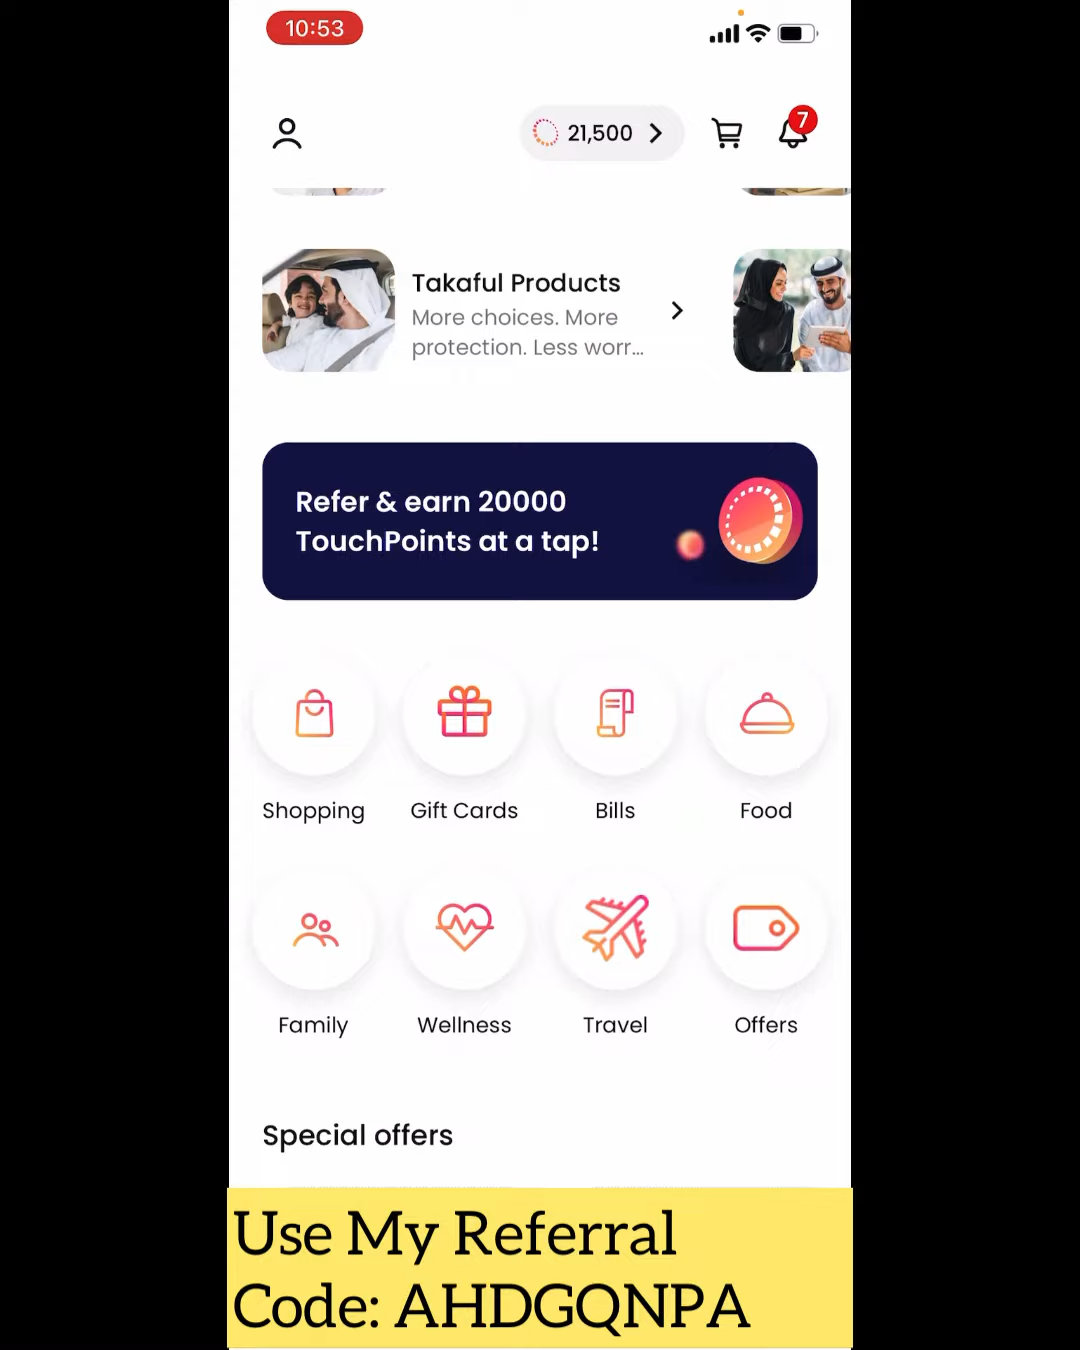 10:53
21,500
7
Takaful Products
More choices. More
protection. Less worr...
Refer & earn 20000
TouchPoints at a tap!
Shopping
Gift Cards
Bills
Food
Family
Wellness
Travel
Offers
Special offers
Use My Referral
Code: AHDGQNPA